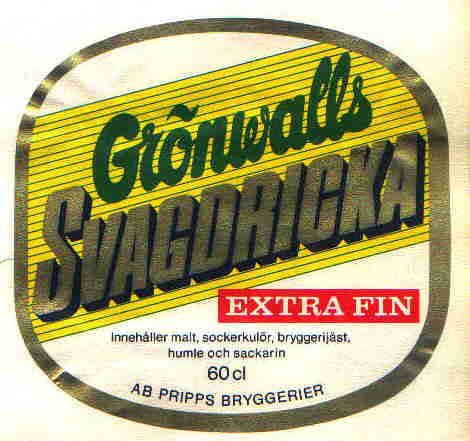 Grönwalls
SVAGDRICKA
EXTRA FIN
Innehåller malt, sockerkulör, bryggerijäst,
humle och sackarin
60 cl
AB PRIPPS BRYGGERIER